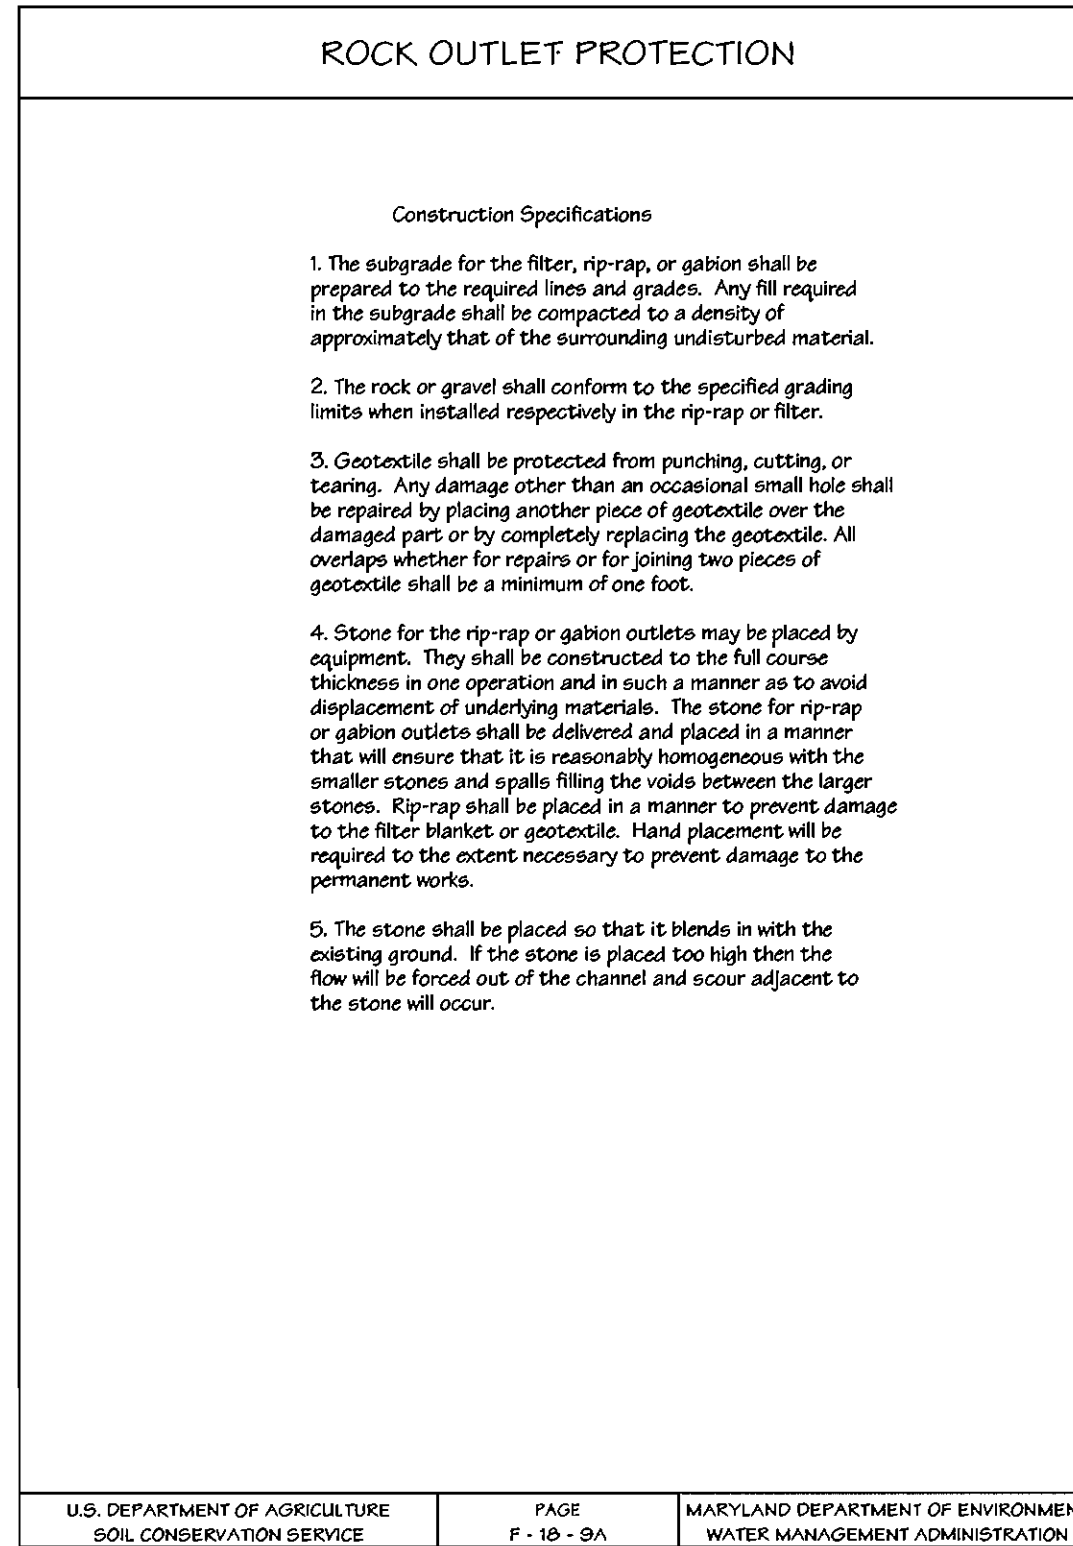 ROCK OUTLET PROTECTION
Construction Specifications
1. The subgrade for the filter, rip-rap, or gabion shall be
prepared to the required lines and grades. Any fill required
in the subgrade shall be compacted to a density of
approximately that of the surrounding undisturbed material.
2. The rock or gravel shall conform to the specified grading
limits when installed respectively in the rip-rap or filter.
3. Geotextile shall be protected from punching, cutting, or
tearing. Any damage other than an occasional small hole shall
be repaired by placing another piece of geotextile over the
damaged part or by completely replacing the geotextile. All
overlaps whether for repairs or for joining two pieces of
geotextile shall be a minimum of one foot.
4. Stone for the rip-rap or gabion outlets may be placed by
equipment. They shall be constructed to the full course
thickness in one operation and in such a manner as to avoid
displacement of underlying materials. The stone for rip-rap
or gabion outlets shall be delivered and placed in a manner
that will ensure that it is reasonably homogeneous with the
smaller stones and spalls filling the voids between the larger
stones. Rip-rap shall be placed in a manner to prevent damage
to the filter blanket or geotextile. Hand placement will be
required to the extent necessary to prevent damage to the
permanent works.
5. The stone shall be placed so that it blends in with the
existing ground. If the stone is placed too high then the
flow will be forced out of the channel and scour adjacent to
the stone will occur.
U.S. DEPARTMENT OF AGRICULTURE
SOIL CONSERVATION SERVICE
PAGE
F - 18 - 9A
MARYLAND DEPARTMENT OF ENVIRONMEN
WATER MANAGEMENT ADMINISTRATION